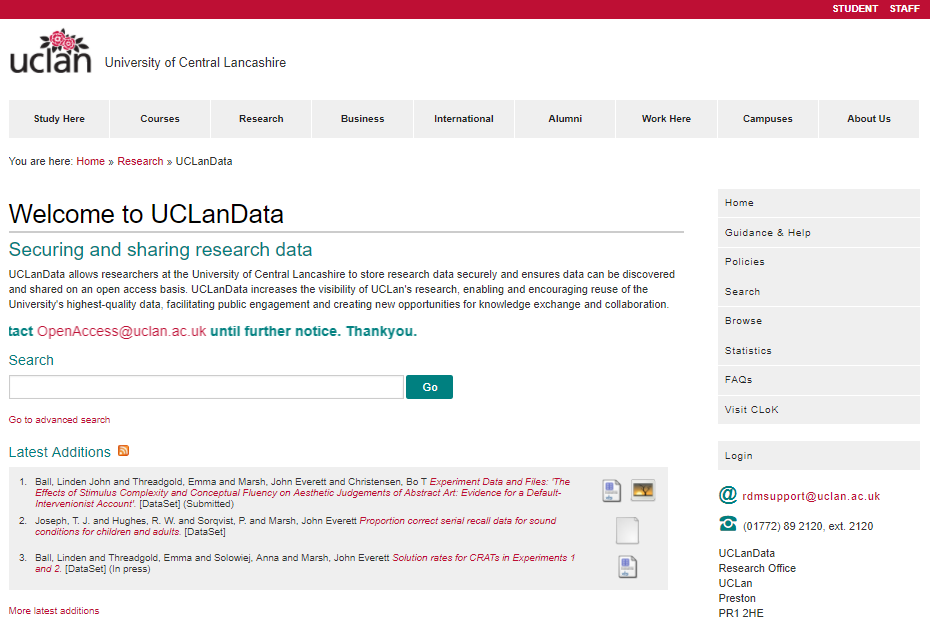 STUDENT STAFF
uclan University of Central Lancashire
Study Here Courses Research Business International Alumni Work Here Campuses About Us
You are here: Home » Research » UCLanData
Welcome to UCLanData
Securing and sharing research data
UCLanData allows researchers at the University of Central Lancashire to store research data securely and ensures data can be discovered
and shared on an open access basis. UCLanData increases the visibility of UCLan's research, enabling and encouraging reuse of the
University's highest-quality data, facilitating public engagement and creating new opportunities for knowledge exchange and collaboration.
tact OpenAccess@uclan.ac.uk until further notice. Thankyou.
Search
Go
Go to advanced search
Latest Additions
1. Ball, Linden John and Threadgold, Emma and Marsh, John Everett and Christensen, Bo T Experiment Data and Files: 'The
Effects of Stimulus Complexity and Conceptual Fluency on Aesthetic Judgements of Abstract Art: Evidence for a Default-
Interventionist Account'. [DataSet] (Submitted)
2. Joseph, T. J. and Hughes, R. W. and Sorqvist, P. and Marsh, John Everett Proportion correct serial recall data for sound
conditions for children and adults. [DataSet]
3. Ball, Linden and Threadgold, Emma and Solowiej, Anna and Marsh, John Everett Solution rates for CRATs in Experiments 1
and 2. [DataSet] (In press)
More latest additions
Home
Guidance & Help
Policies
Search
Browse
Statistics
FAQs
Visit CLoK
Login
rdmsupport@uclan.ac.uk
(01772) 89 2120, ext. 2120
UCLanData
Research Office
UCLan
Preston
PR1 2HE